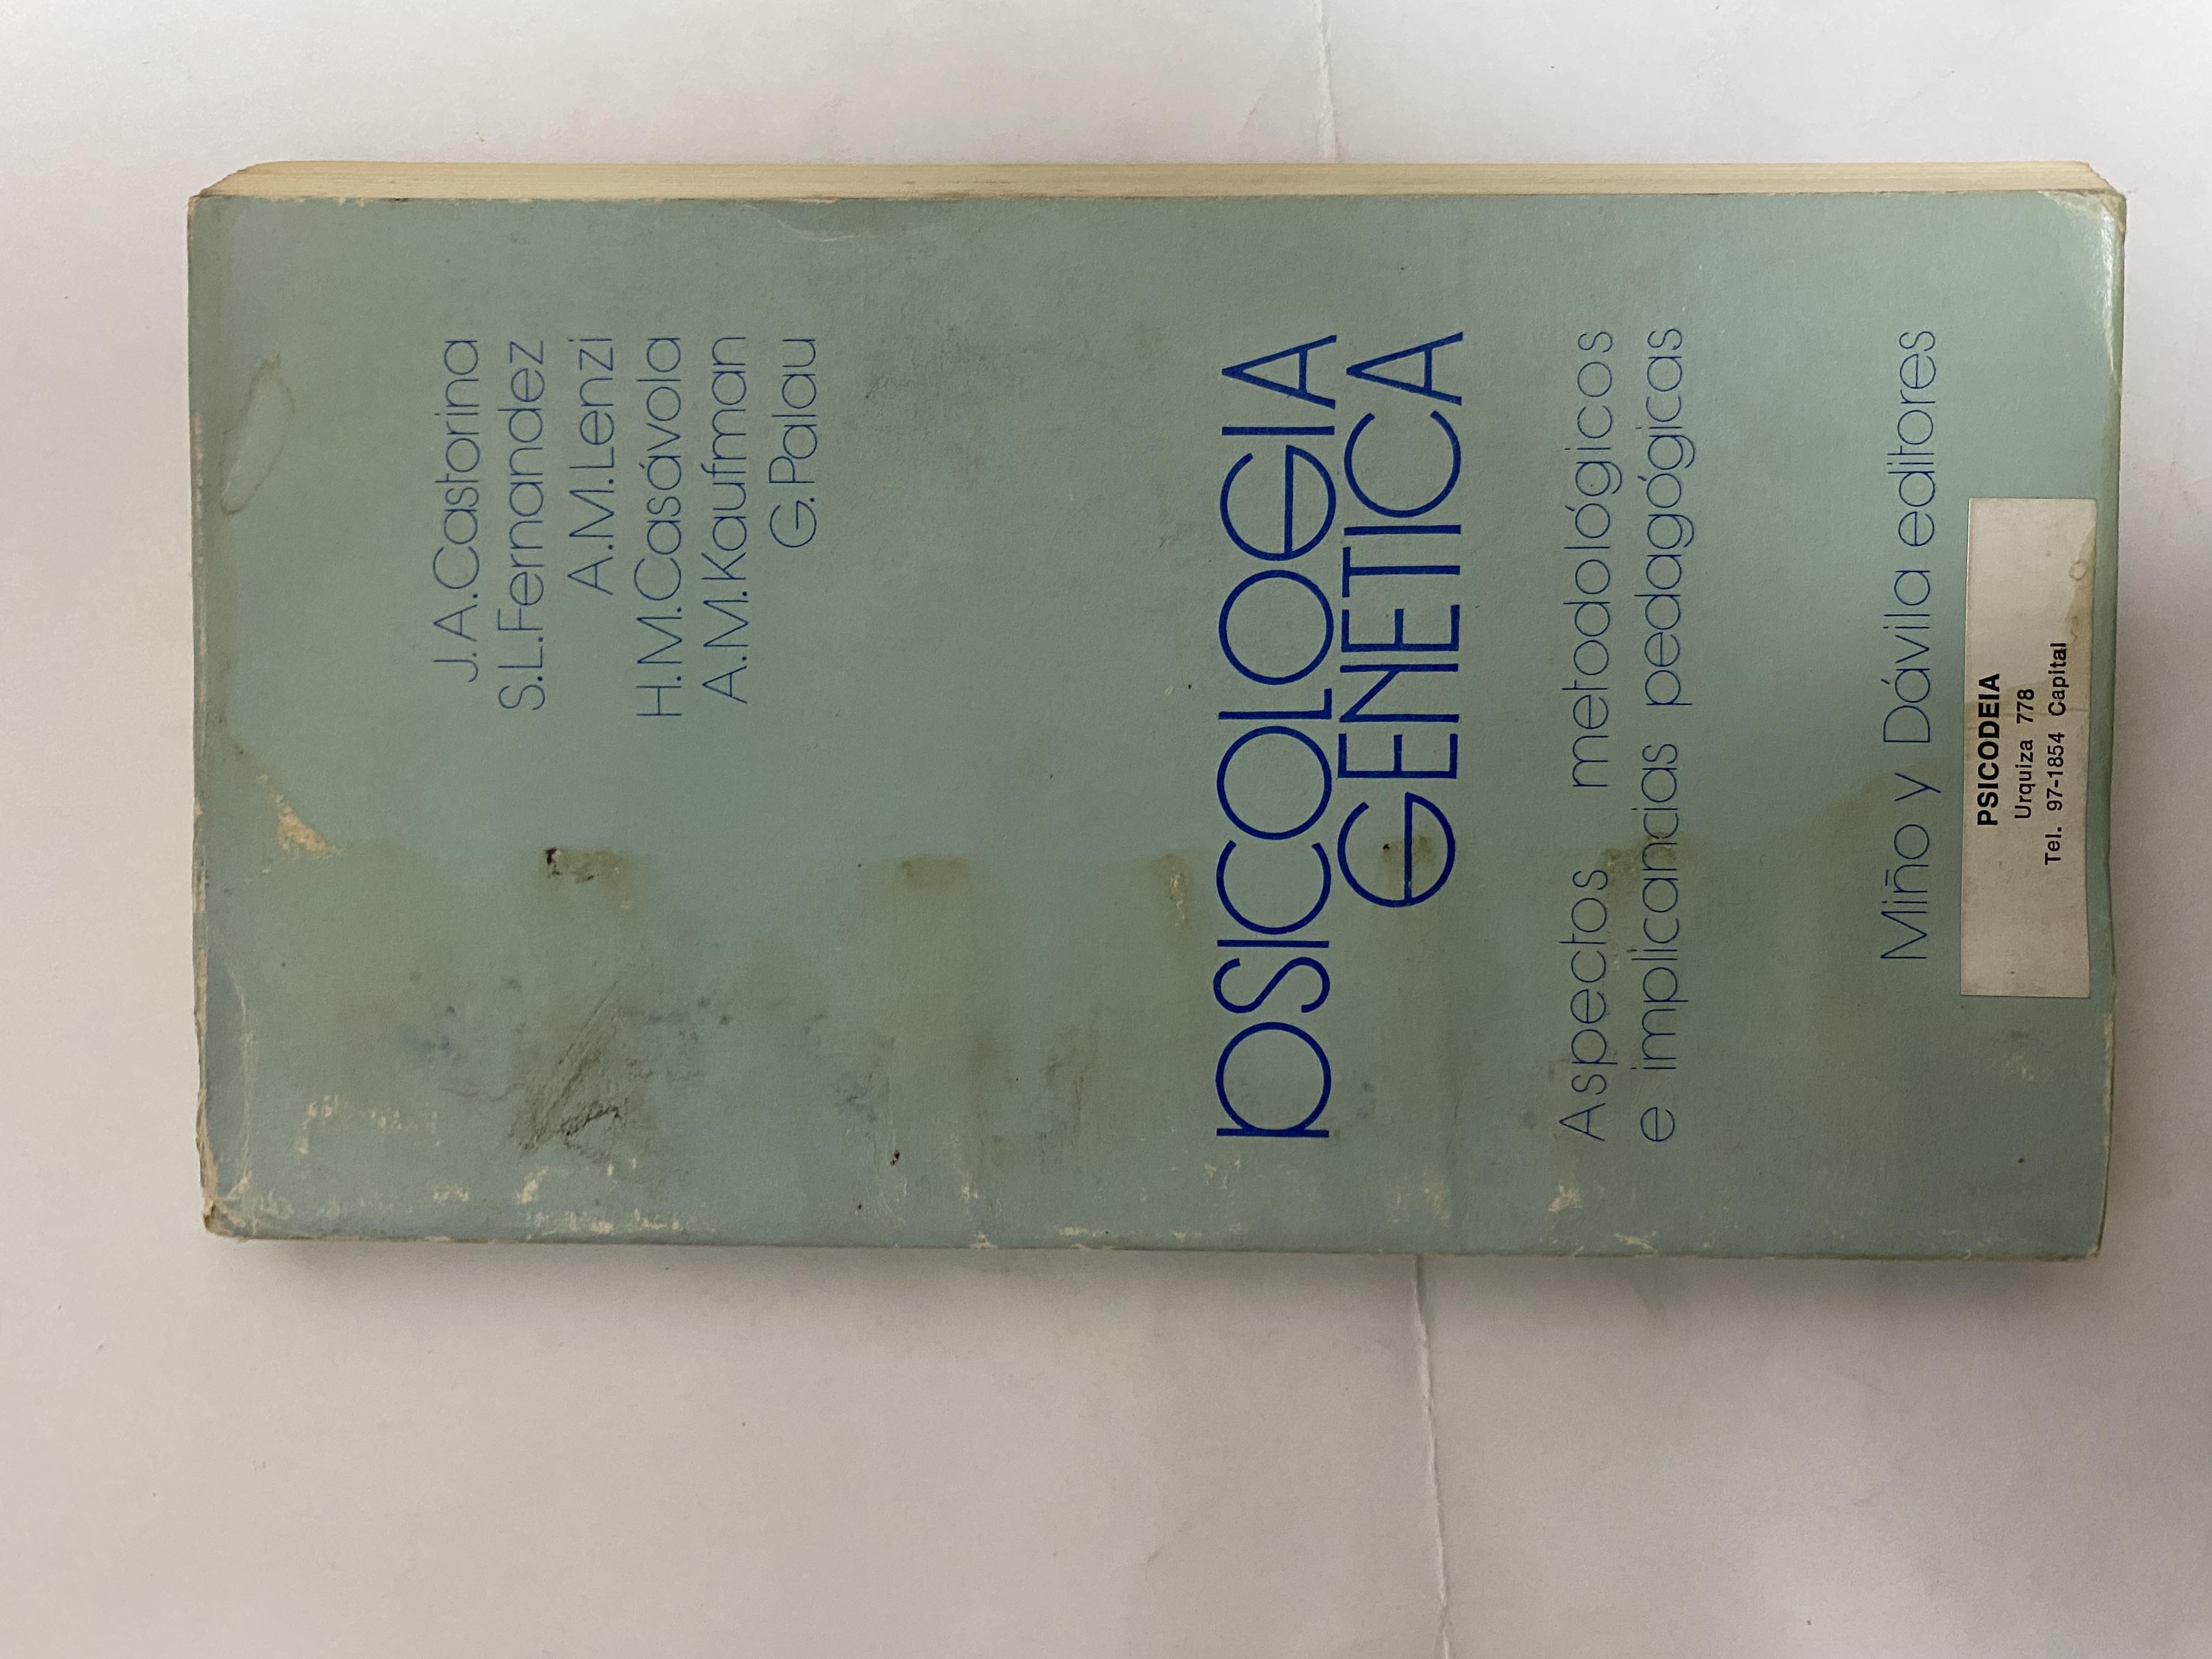 J. A. Castorina
S. L. Fernandez
A. M. Lenzi
H. M. Casávola
A. M. Kaufman
G. Palau
PSICOLOGIA
GENETICA
Aspectos metodológicos
e implicancias pedagógicas
Miño y Dávila editores
PSICODEIA
Urquiza 778
Tel. 97-1854 Capital